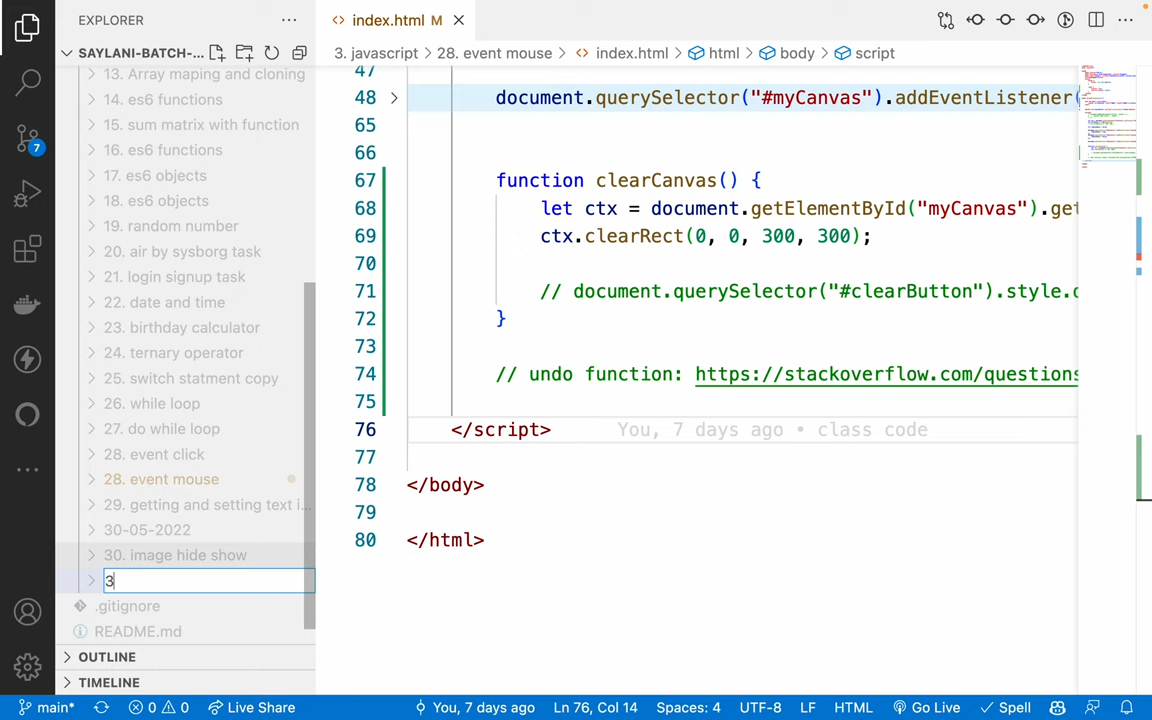 EXPLORER
index.html M
SAYLANI-BATCH-...
3. javascript > 28. event mouse > index.html > html > body > script
13. Array maping and cloning
14. es6 functions
15. sum matrix with function
16. es6 functions
17. es6 objects
18. es6 objects
19. random number
20. air by sysborg task
21. login signup task
22. date and time
23. birthday calculator
24. ternary operator
25. switch statment copy
26. while loop
27. do while loop
28. event click
28. event mouse
29. getting and setting text i...
30-05-2022
30. image hide show
3
.gitignore
README.md
OUTLINE
TIMELINE
47
48 document.querySelector("#myCanvas").addEventListener(
65
66
67 function clearCanvas() {
68 let ctx = document.getElementById("myCanvas").get
69 ctx.clearRect(0, 0, 300, 300);
70
71 // document.querySelector("#clearButton").style.d
72 }
73
74 // undo function: https://stackoverflow.com/questions
75
76 </script> You, 7 days ago • class code
77
78 </body>
79
80 </html>
7
main* 0 0 Live Share You, 7 days ago Ln 76, Col 14 Spaces: 4 UTF-8 LF HTML Go Live Spell